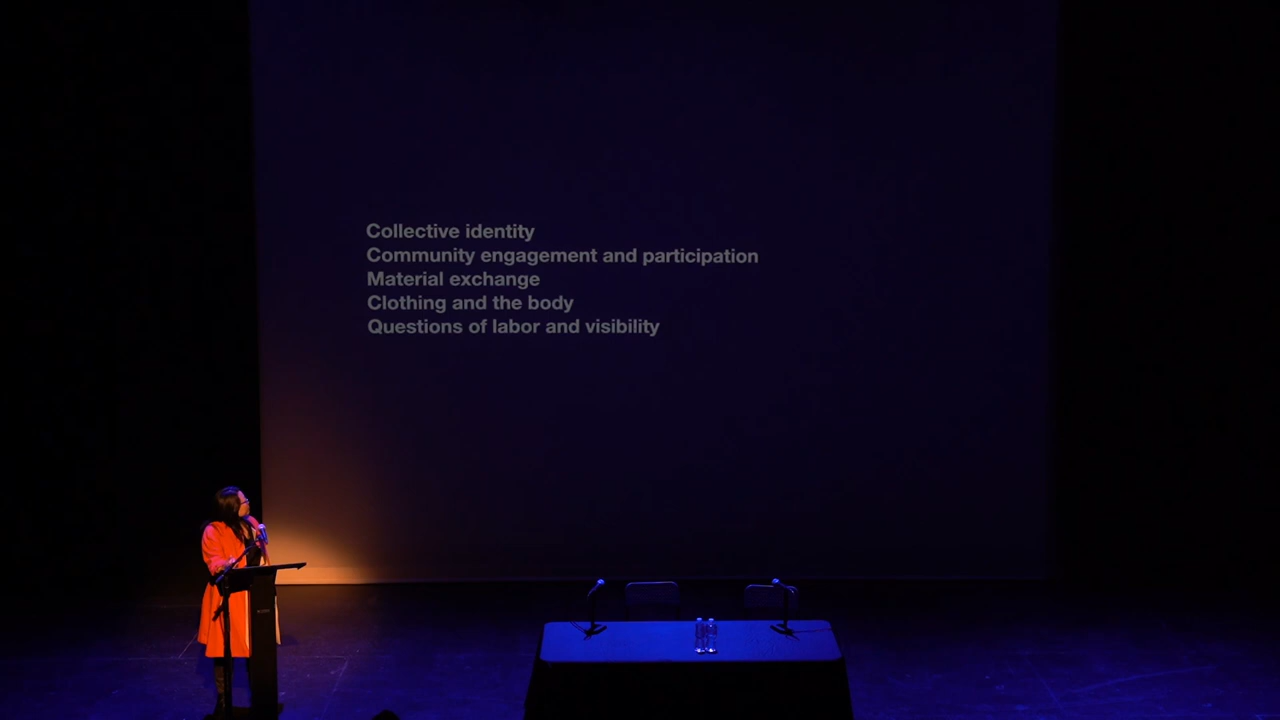 Collective identity
Community engagement and participation
Material exchange
Clothing and the body
Questions of labor and visibility